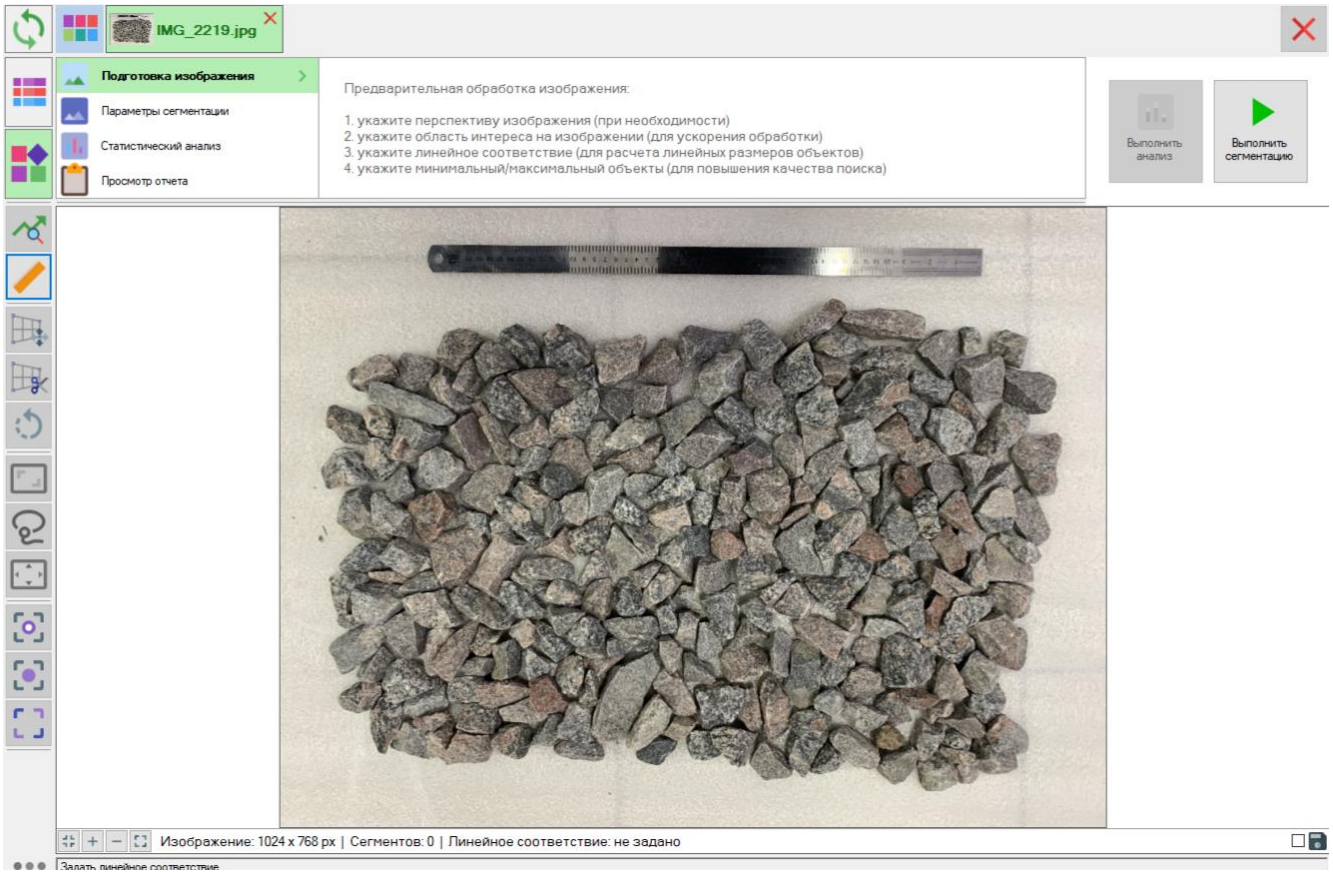 IMG_2219.jpg
Подготовка изображения
Параметры сегментации
Статистический анализ
Просмотр отчета
Предварительная обработка изображения:
1. укажите перспективу изображения (при необходимости)
2. укажите область интереса на изображении (для ускорения обработки)
3. укажите линейное соответствие (для расчета линейных размеров объектов)
4. укажите минимальный/максимальный объекты (для повышения качества поиска)
Выполнить
анализ
Выполнить
сегментацию
Изображение: 1024 x 768 px | Сегментов: 0 | Линейное соответствие: не задано
Задать линейное соответствие